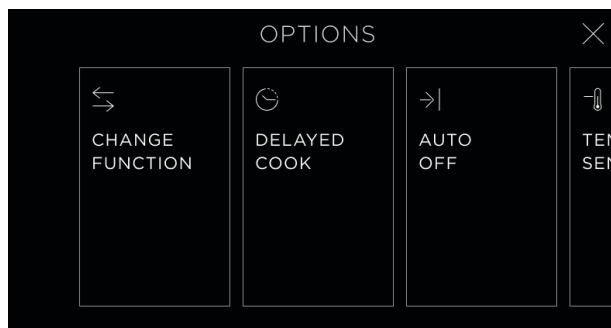 OPTIONS
CHANGE
FUNCTION
DELAYED
COOK
AUTO
OFF